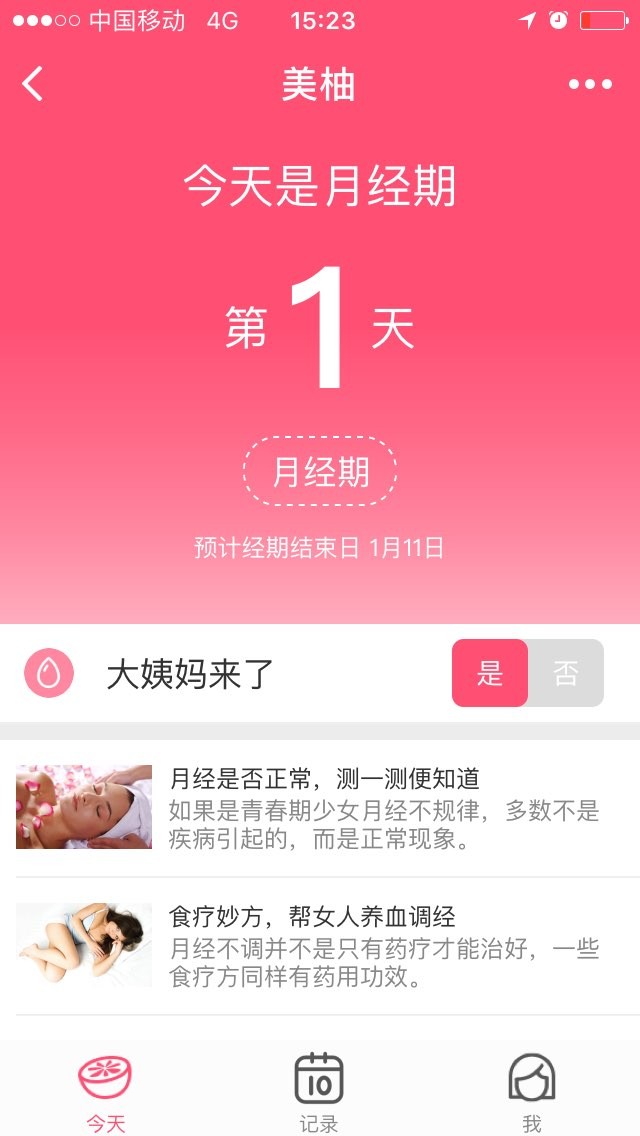 中国移动 4G 15:23
美柚
今天是月经期
第1天
月经期
预计经期结束日 1月11日
大姨妈来了 是 否
月经是否正常，测一测便知道
如果是青春期少女月经不规律，多数不是
疾病引起的，而是正常现象。
食疗妙方，帮女人养血调经
月经不调并不是只有药疗才能治好，一些
食疗方同样有药用功效。
10
今天 记录 我